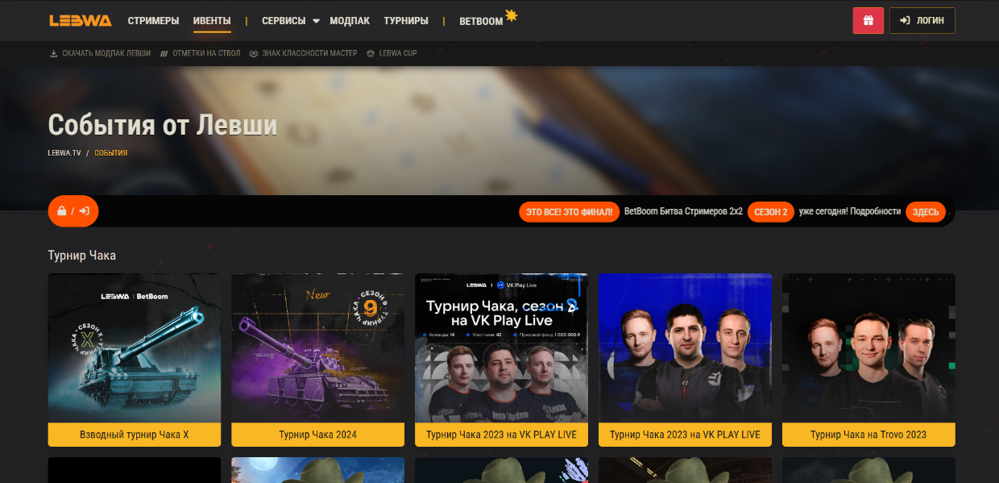 LEBWA СТРИМЕРЫ ИВЕНТЫ | СЕРВИСЫ МОДПАК ТУРНИРЫ | BETBOOM ЛОГИН
СКАЧАТЬ МОДПАК ЛЕВШИ ОТМЕТКИ НА СТВОЛ ЗНАК КЛАССНОСТИ МАСТЕР LEBWA CUP
События от Левши
LEBWA.TV / СОБЫТИЯ
/ ЭТО ВСЕ! ЭТО ФИНАЛ! BetBoom Битва Стримеров 2x2 СЕЗОН 2 уже сегодня! Подробности ЗДЕСЬ
Турнир Чака
LEBWA | BetBoom
СЕЗОН X ТУРНИР ЧАКА
X
Взводный турнир Чака X
New
СЕЗОН 9 ТУРНИР ЧАКА
9
Турнир Чака 2024
LEBWA | VK Play Live
Турнир Чака, сезон 8
на VK Play Live
Команды: 14 Участники: 42 Призовой фонд: 1 000 000 ₽
Турнир Чака 2023 на VK PLAY LIVE
Турнир Чака 2023 на VK PLAY LIVE
Турнир Чака на Trovo 2023